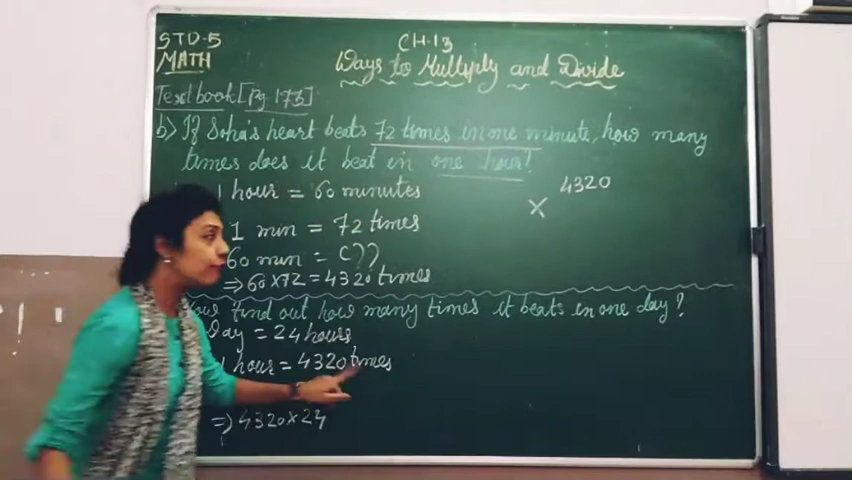 STD-5
MATH
CH-13
Ways to Multiply and Divide
Textbook [Pg. 173]
b) If Soha's heart beats 72 times in one minute, how many
times does it beat in one hour?
1 hour = 60 minutes
1 min = 72 times
60 min = (??
⇒ 60 × 72 = 4320 times
4320
×
find out how many times it beats in one day?
Day = 24 hours
1 hour = 4320 times
⇒ 4320 × 24